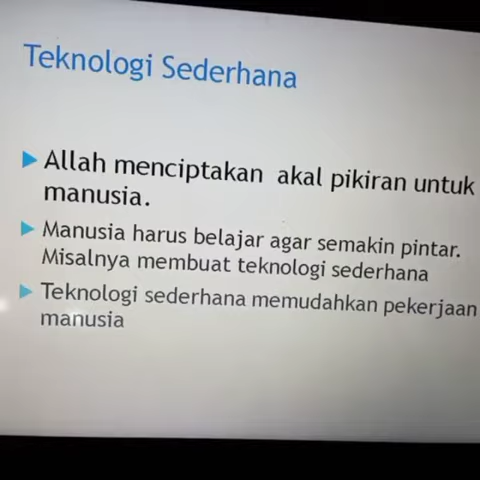 Teknologi Sederhana
Allah menciptakan akal pikiran untuk
manusia.
Manusia harus belajar agar semakin pintar.
Misalnya membuat teknologi sederhana
Teknologi sederhana memudahkan pekerjaan
manusia